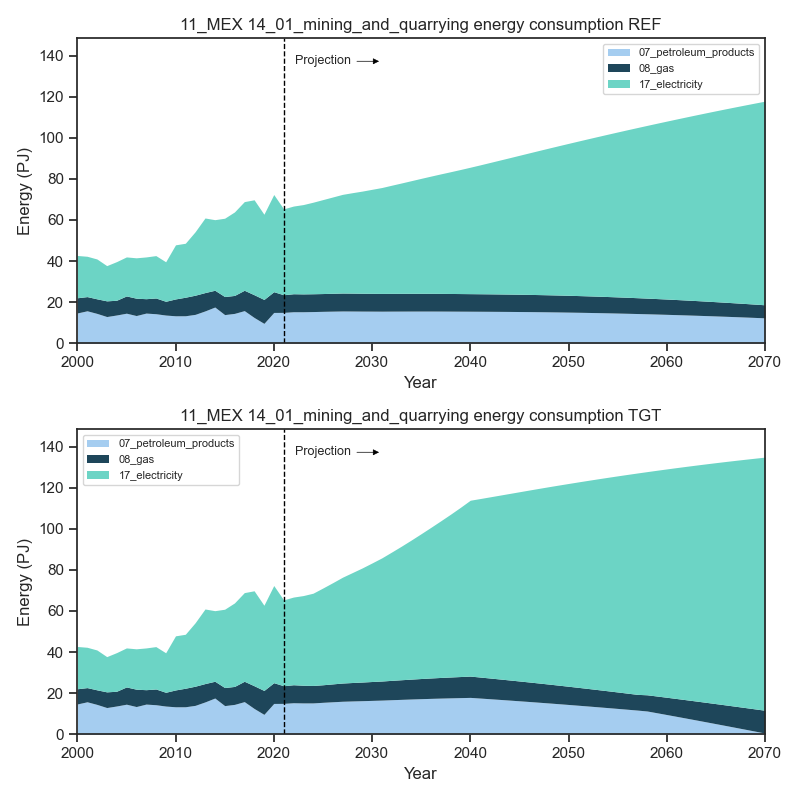 11_MEX 14_01_mining_and_quarrying energy consumption REF
140
120
100
80
60
40
20
0
Energy (PJ)
Projection
07_petroleum_products
08_gas
17_electricity
2000 2010 2020 2030 2040 2050 2060 2070
Year
11_MEX 14_01_mining_and_quarrying energy consumption TGT
140
120
100
80
60
40
20
0
Energy (PJ)
07_petroleum_products
08_gas
17_electricity
Projection
2000 2010 2020 2030 2040 2050 2060 2070
Year